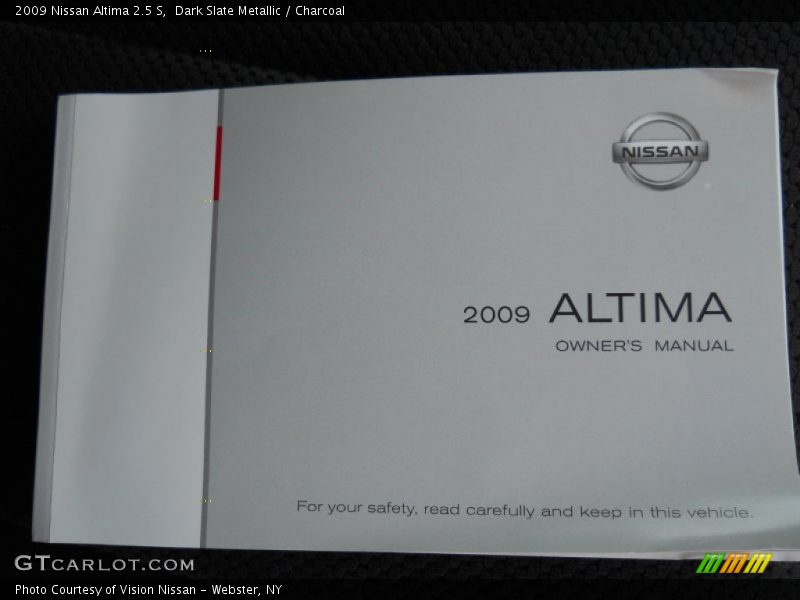 2009 Nissan Altima 2.5 S,  Dark Slate Metallic / Charcoal
NISSAN
2009 ALTIMA
OWNER'S MANUAL
For your safety, read carefully and keep in this vehicle.
GTCARLOT.COM
Photo Courtesy of Vision Nissan - Webster, NY